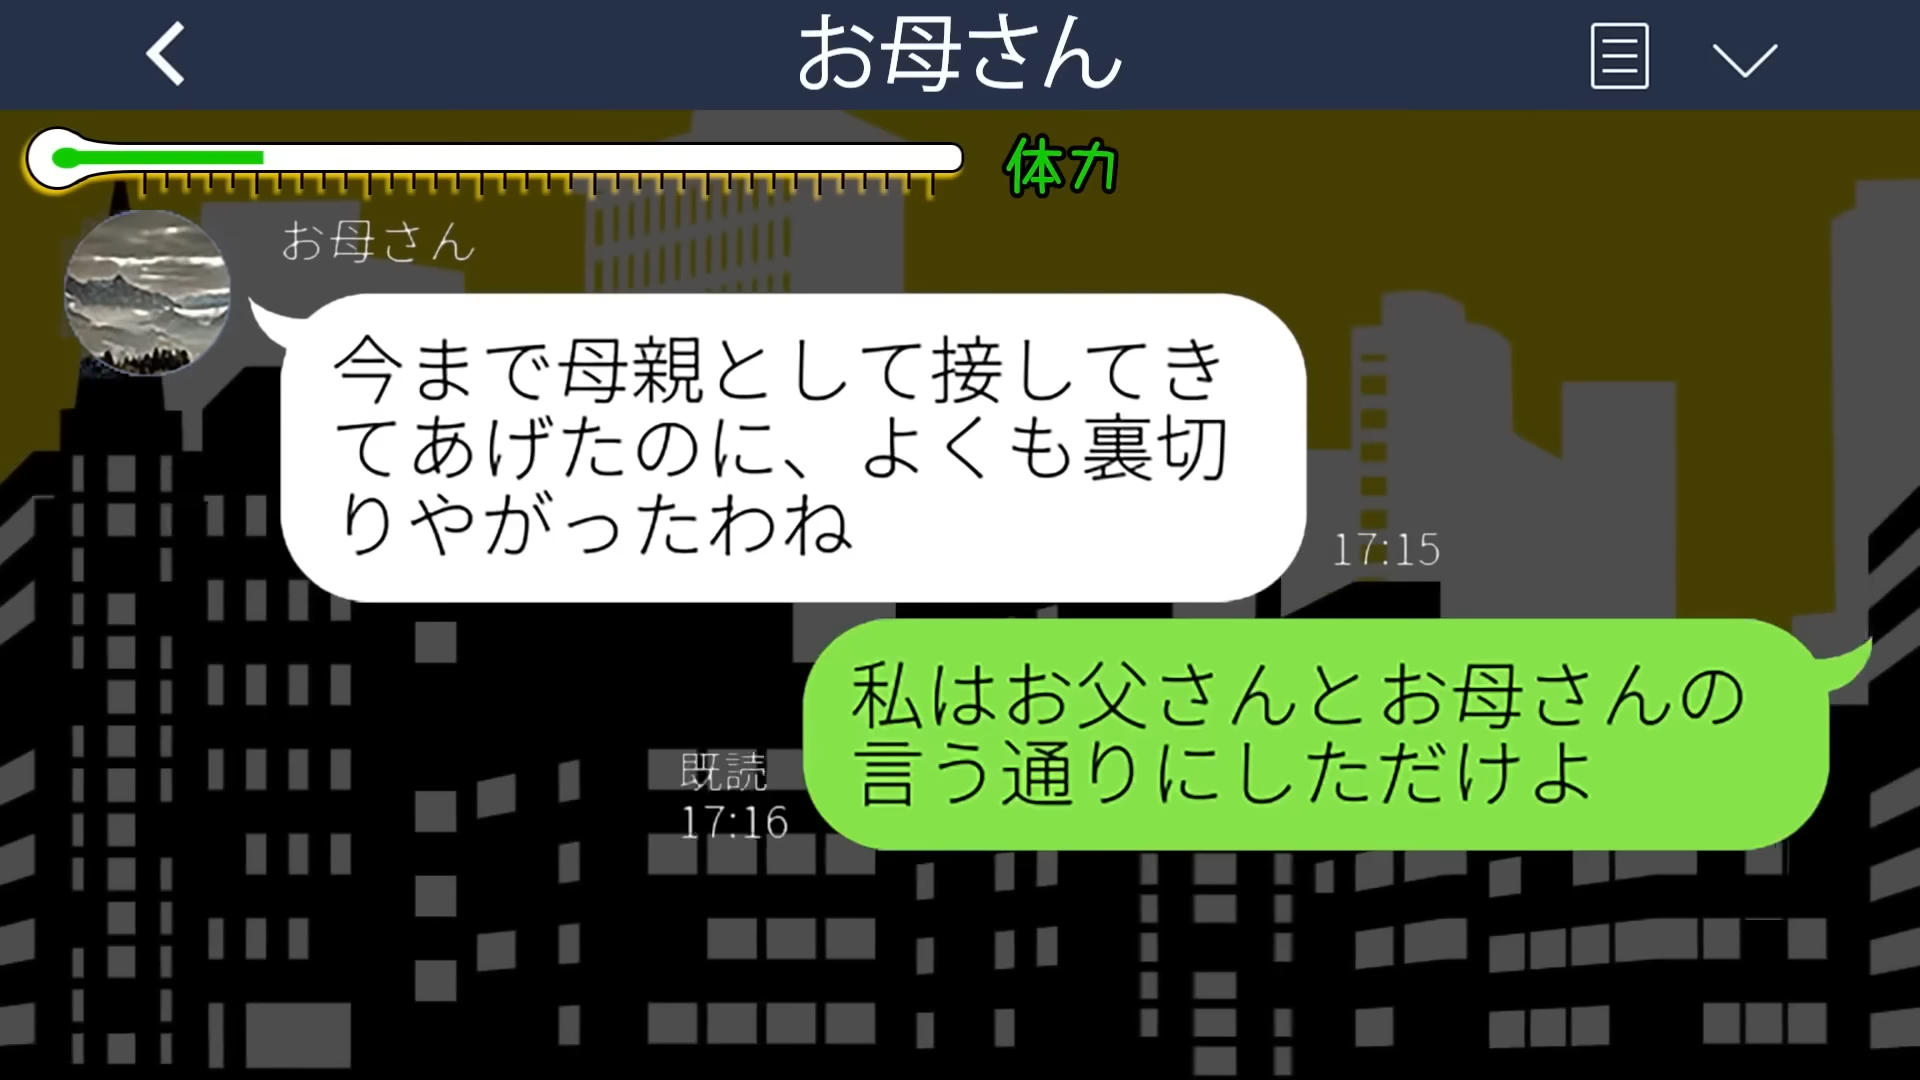 お母さん
体力
お母さん
今まで母親として接してき
てあげたのに、よくも裏切
りやがったわね
17:15
私はお父さんとお母さんの
言う通りにしただけよ
既読
17:16